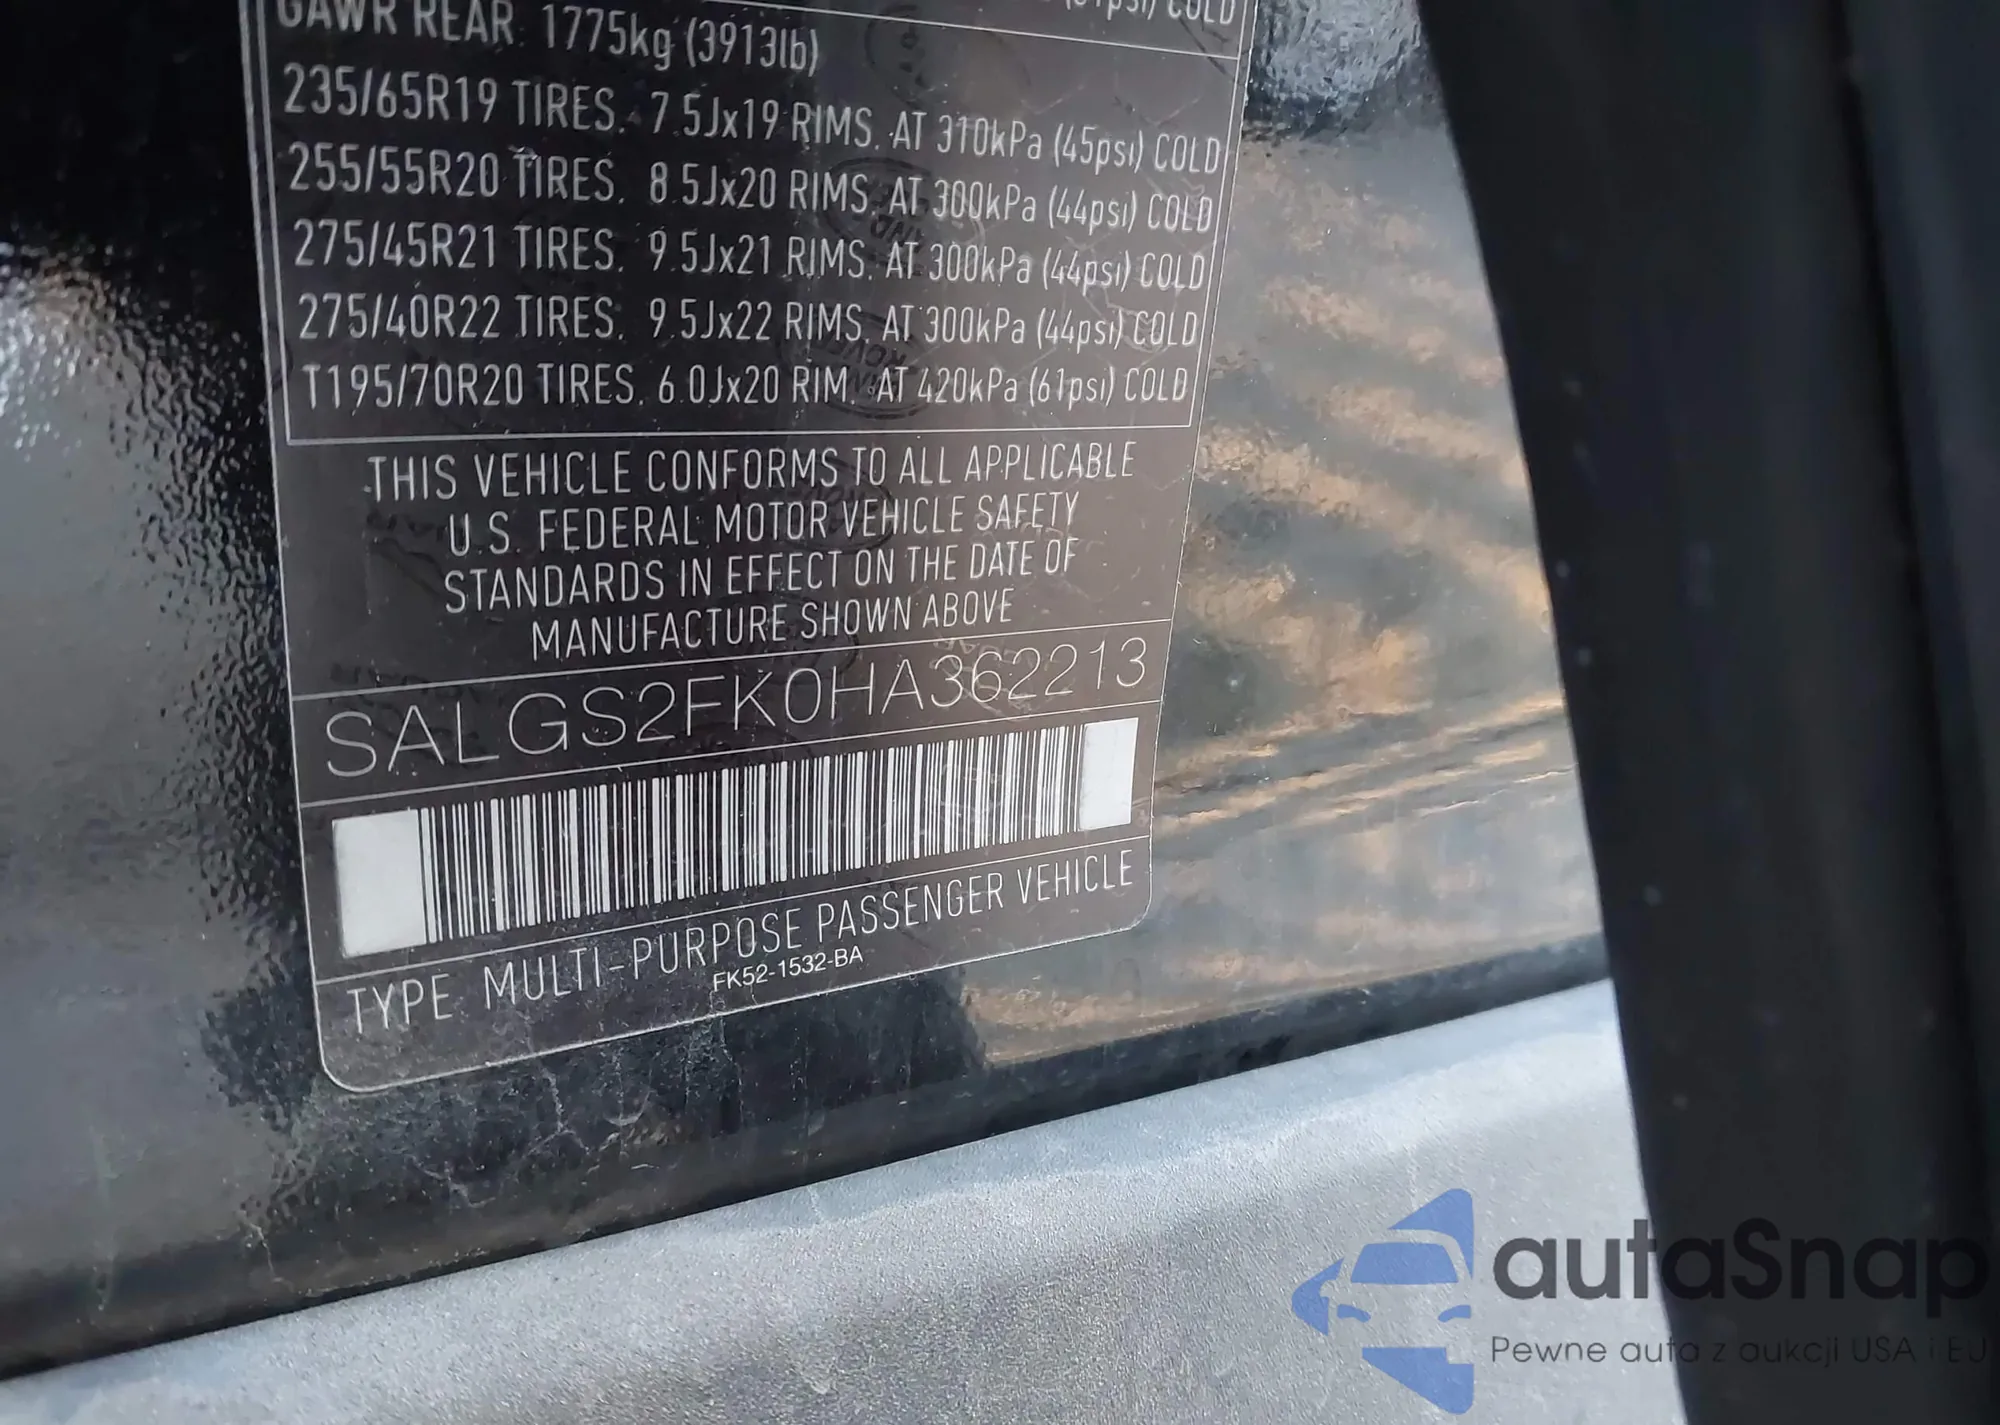 (61psi) COLD
GAWR REAR. 1775kg (3913lb)
235/65R19 TIRES. 7.5Jx19 RIMS. AT 310kPa (45psi) COLD
255/55R20 TIRES. 8.5Jx20 RIMS. AT 300kPa (44psi) COLD
275/45R21 TIRES. 9.5Jx21 RIMS. AT 300kPa (44psi) COLD
275/40R22 TIRES. 9.5Jx22 RIMS. AT 300kPa (44psi) COLD
T195/70R20 TIRES. 6.0Jx20 RIM. AT 420kPa (61psi) COLD
THIS VEHICLE CONFORMS TO ALL APPLICABLE
U.S. FEDERAL MOTOR VEHICLE SAFETY
STANDARDS IN EFFECT ON THE DATE OF
MANUFACTURE SHOWN ABOVE
SALGS2FK0HA362213
TYPE MULTI-PURPOSE PASSENGER VEHICLE
FK52-1532-BA
autaSnap
Pewne auta z aukcji USA i EU